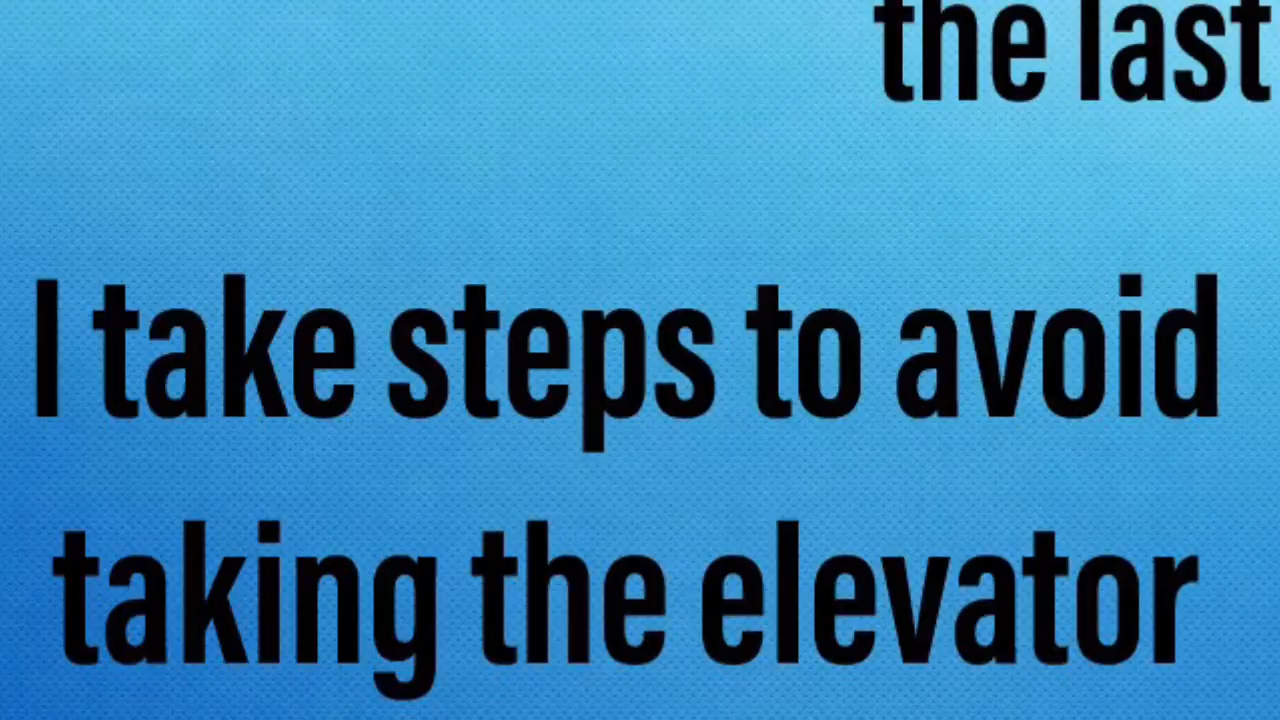 the last
I take steps to avoid
taking the elevator